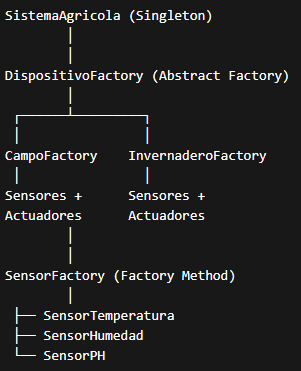 SistemaAgricola (Singleton)
DispositivoFactory (Abstract Factory)
CampoFactory InvernaderoFactory
Sensores + Sensores +
Actuadores Actuadores
SensorFactory (Factory Method)
SensorTemperatura
SensorHumedad
SensorPH